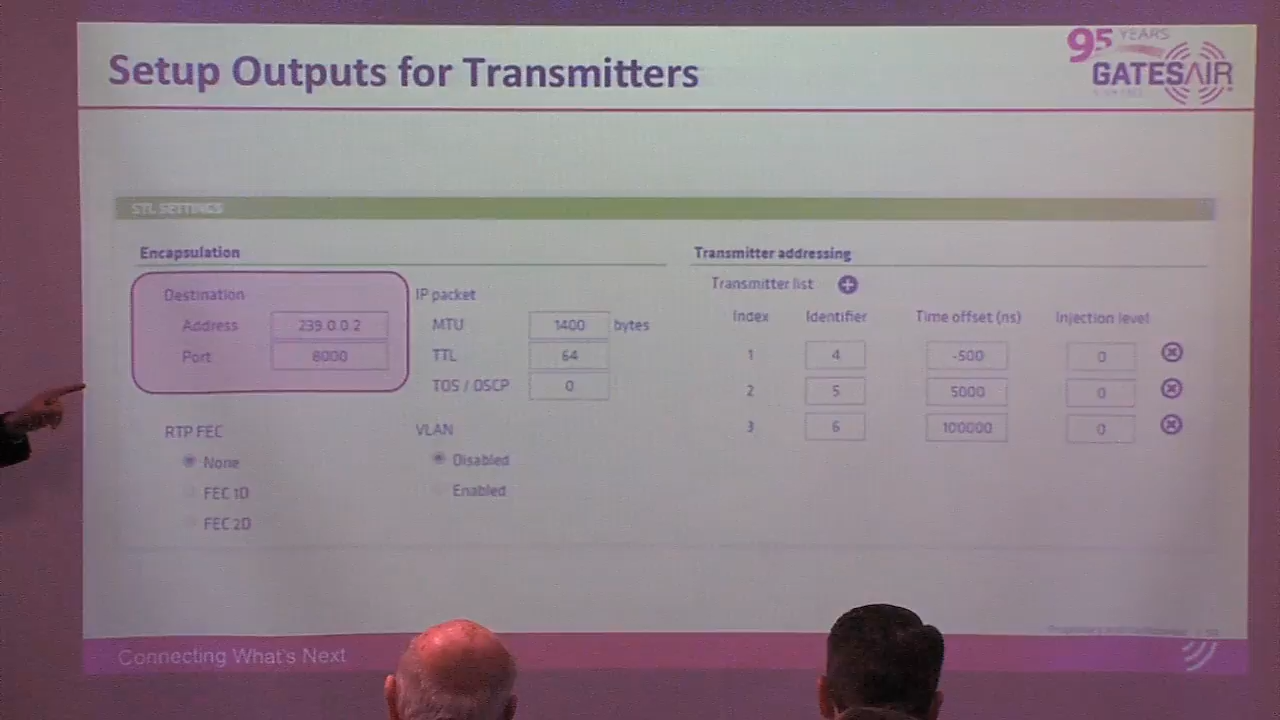 Setup Outputs for Transmitters
95 YEARS
GATESAIR
STL SETTINGS
Encapsulation
Destination
Address 239.0.0.2
Port 8000
IP packet
MTU 1400 bytes
TTL 64
TOS / DSCP 0
RTP FEC
None
FEC 1D
FEC 2D
VLAN
Disabled
Enabled
Transmitter addressing
Transmitter list
Index Identifier Time offset (ns) Injection level
1 4 -500 0
2 5 5000 0
3 6 100000 0
Connecting What's Next